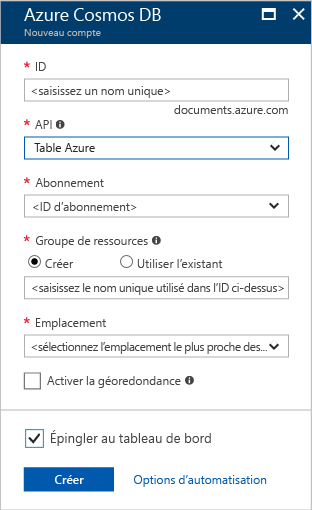 Azure Cosmos DB
Nouveau compte
* ID
<saisissez un nom unique>
documents.azure.com
* API
Table Azure
* Abonnement
<ID d’abonnement>
* Groupe de ressources
Créer Utiliser l’existant
<saisissez le nom unique utilisé dans l’ID ci-dessus>
* Emplacement
<sélectionnez l’emplacement le plus proche des...
Activer la géoredondance
Épingler au tableau de bord
Créer Options d’automatisation